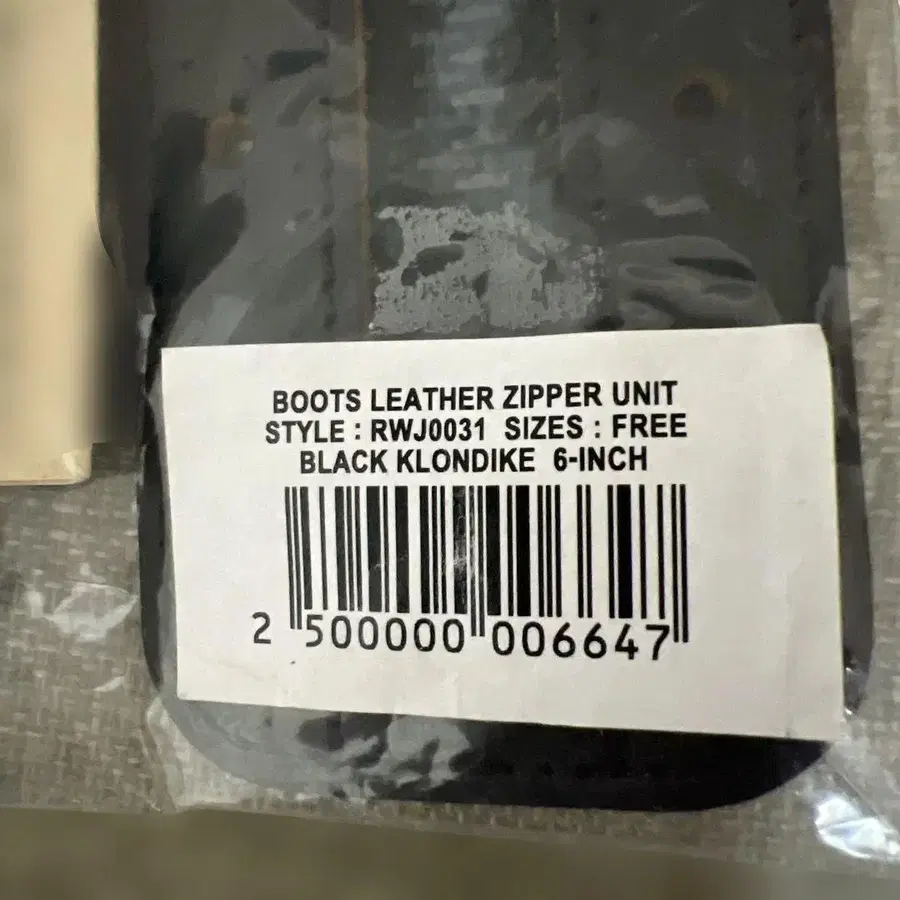 BOOTS LEATHER ZIPPER UNIT
STYLE : RWJ0031 SIZES : FREE
BLACK KLONDIKE 6-INCH
2 500000 006647